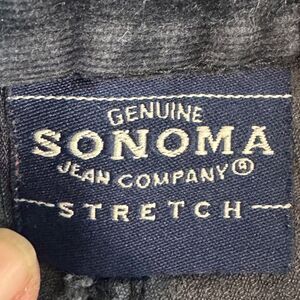 GENUINE
SONOMA
JEAN COMPANY®
STRETCH